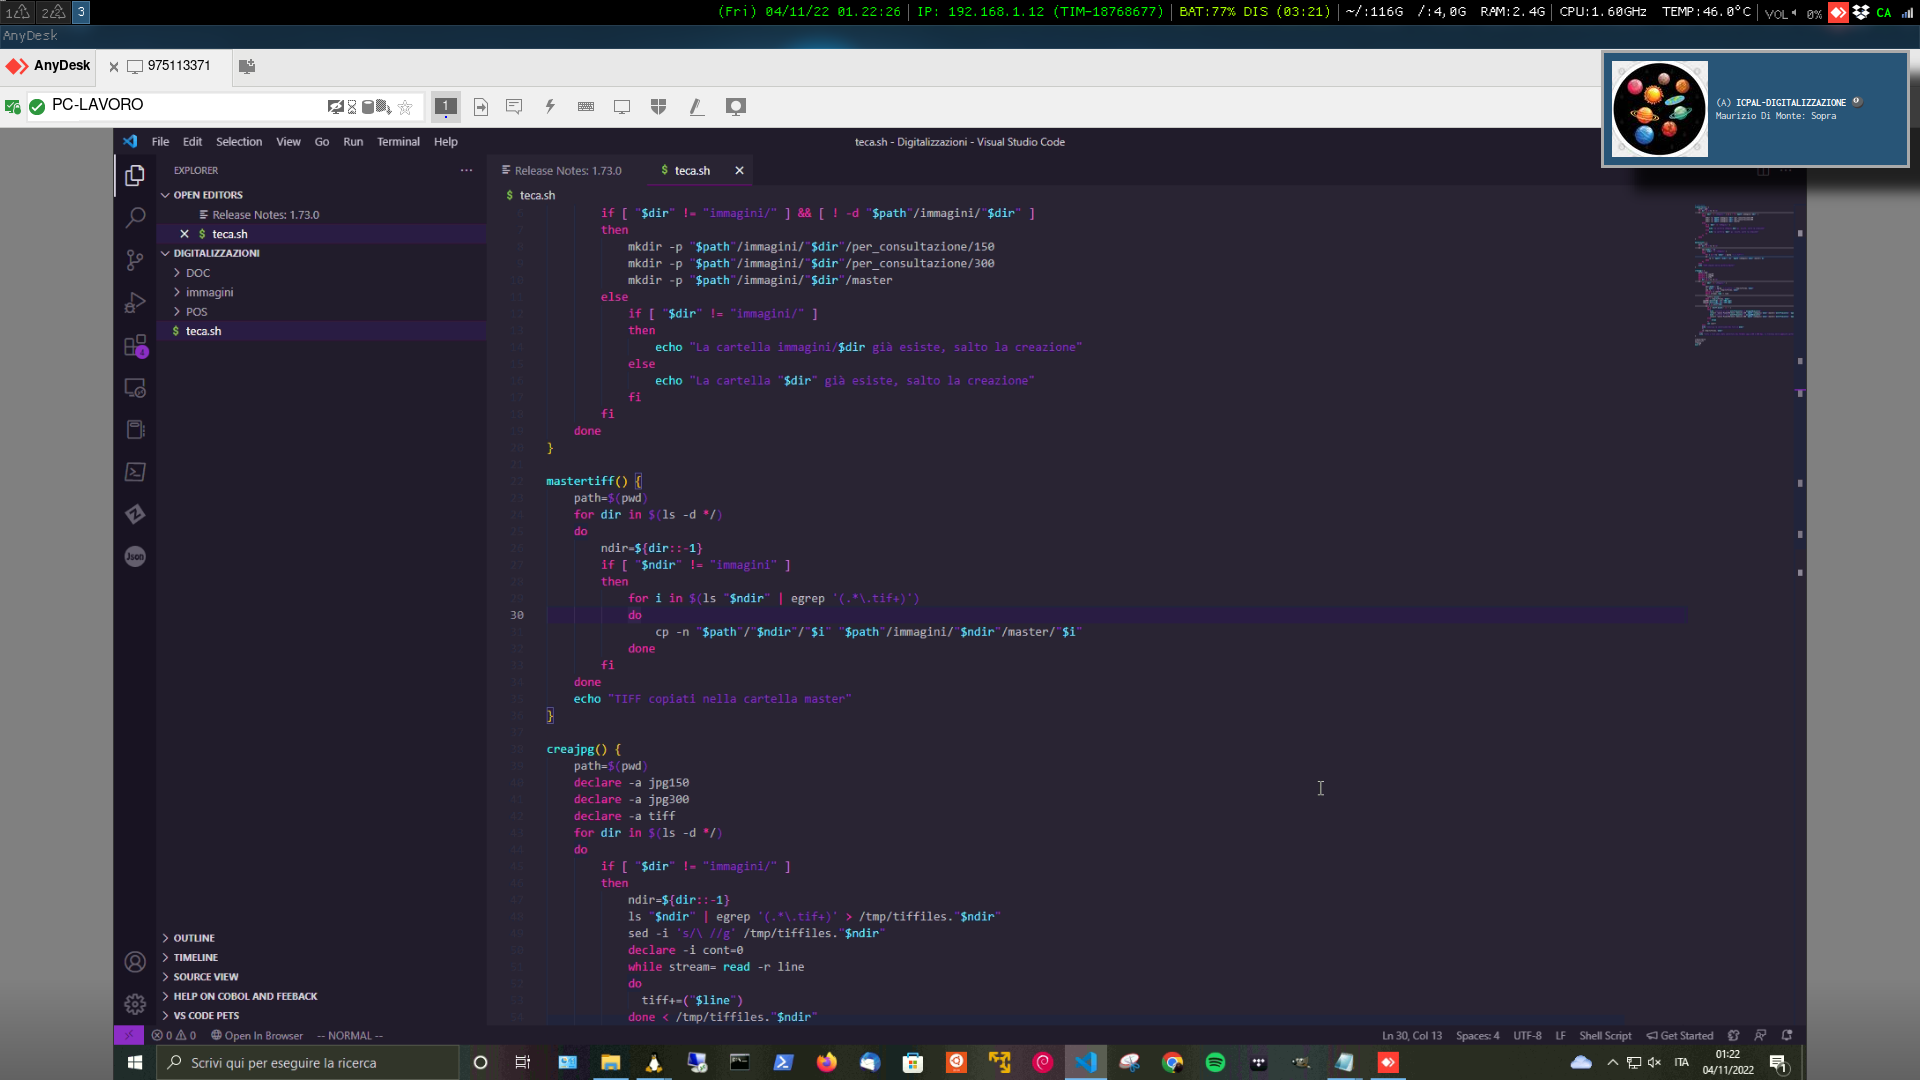 1 2 3 (Fri) 04/11/22 01.22:26 | IP: 192.168.1.12 (TIM-18768677) | BAT:77% DIS (03:21) | ~/:116G /:4,0G RAM:2.4G | CPU:1.60GHz TEMP:46.0°C | VOL 0% CA
AnyDesk
AnyDesk 975113371
PC-LAVORO 1
(A) ICPAL-DIGITALIZZAZIONE
Maurizio Di Monte: Sopra
File Edit Selection View Go Run Terminal Help teca.sh - Digitalizzazioni - Visual Studio Code
EXPLORER
OPEN EDITORS
Release Notes: 1.73.0
$ teca.sh
DIGITALIZZAZIONI
DOC
immagini
POS
$ teca.sh
4
Json
OUTLINE
TIMELINE
SOURCE VIEW
HELP ON COBOL AND FEEBACK
VS CODE PETS
Release Notes: 1.73.0 $ teca.sh
$ teca.sh
if [ "$dir" != "immagini/" ] && [ ! -d "$path"/immagini/"$dir" ]
then
mkdir -p "$path"/immagini/"$dir"/per_consultazione/150
mkdir -p "$path"/immagini/"$dir"/per_consultazione/300
mkdir -p "$path"/immagini/"$dir"/master
else
if [ "$dir" != "immagini/" ]
then
echo "La cartella immagini/$dir già esiste, salto la creazione"
else
echo "La cartella "$dir" già esiste, salto la creazione"
fi
fi
done
}
mastertiff() {
path=$(pwd)
for dir in $(ls -d */)
do
ndir=${dir::-1}
if [ "$ndir" != "immagini" ]
then
for i in $(ls "$ndir" | egrep '(.*\.tif+)')
30 do
cp -n "$path"/"$ndir"/"$i" "$path"/immagini/"$ndir"/master/"$i"
done
fi
done
echo "TIFF copiati nella cartella master"
}
creajpg() {
path=$(pwd)
declare -a jpg150
declare -a jpg300
declare -a tiff
for dir in $(ls -d */)
do
if [ "$dir" != "immagini/" ]
then
ndir=${dir::-1}
ls "$ndir" | egrep '(.*\.tif+)' > /tmp/tiffiles."$ndir"
sed -i 's/\ //g' /tmp/tiffiles."$ndir"
declare -i cont=0
while stream= read -r line
do
tiff+=("$line")
done < /tmp/tiffiles."$ndir"
0 0 Open In Browser -- NORMAL -- Ln 30, Col 13 Spaces: 4 UTF-8 LF Shell Script Get Started
Scrivi qui per eseguire la ricerca ITA 01:22
04/11/2022 1